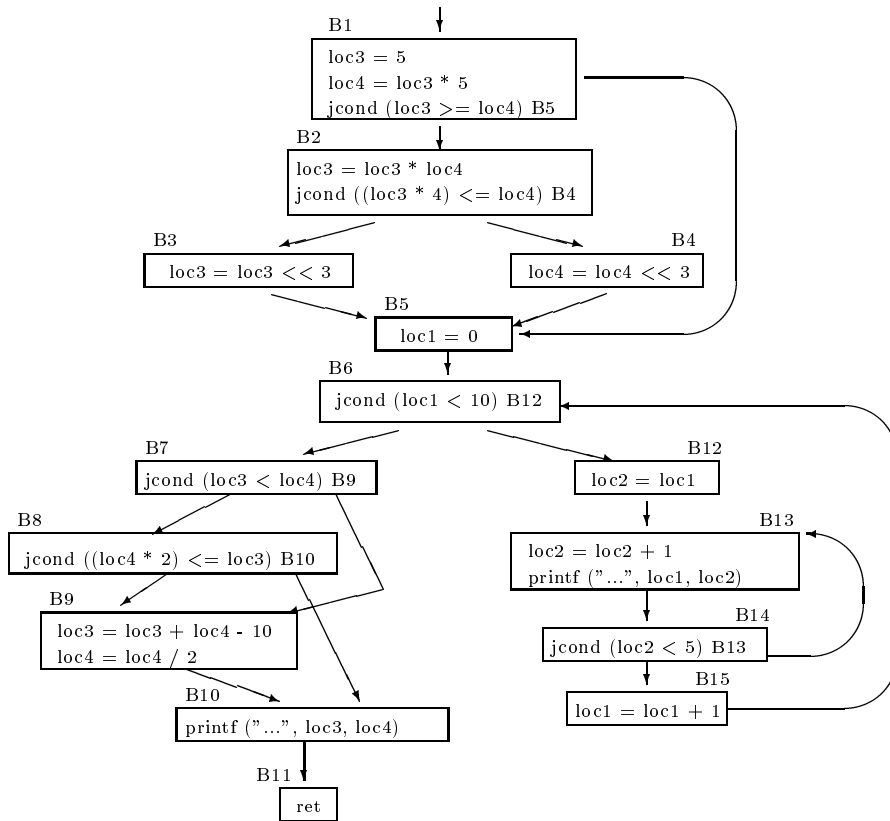 B1
loc3 = 5
loc4 = loc3 * 5
jcond (loc3 >= loc4) B5
B2
loc3 = loc3 * loc4
jcond ((loc3 * 4) <= loc4) B4
B3
loc3 = loc3 << 3
B4
loc4 = loc4 << 3
B5
loc1 = 0
B6
jcond (loc1 < 10) B12
B7
jcond (loc3 < loc4) B9
B8
jcond ((loc4 * 2) <= loc3) B10
B9
loc3 = loc3 + loc4 - 10
loc4 = loc4 / 2
B10
printf ("...", loc3, loc4)
B11
ret
B12
loc2 = loc1
B13
loc2 = loc2 + 1
printf ("...", loc1, loc2)
B14
jcond (loc2 < 5) B13
B15
loc1 = loc1 + 1